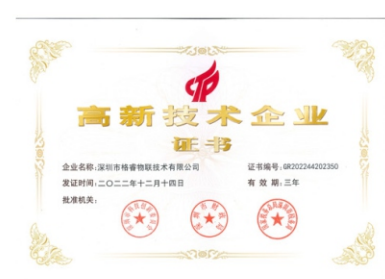 高新技术企业
证书
企业名称:深圳市格睿物联技术有限公司 证书编号:GR202244202350
发证时间:二〇二二年十二月十四日 有 效 期:三年
批准机关: